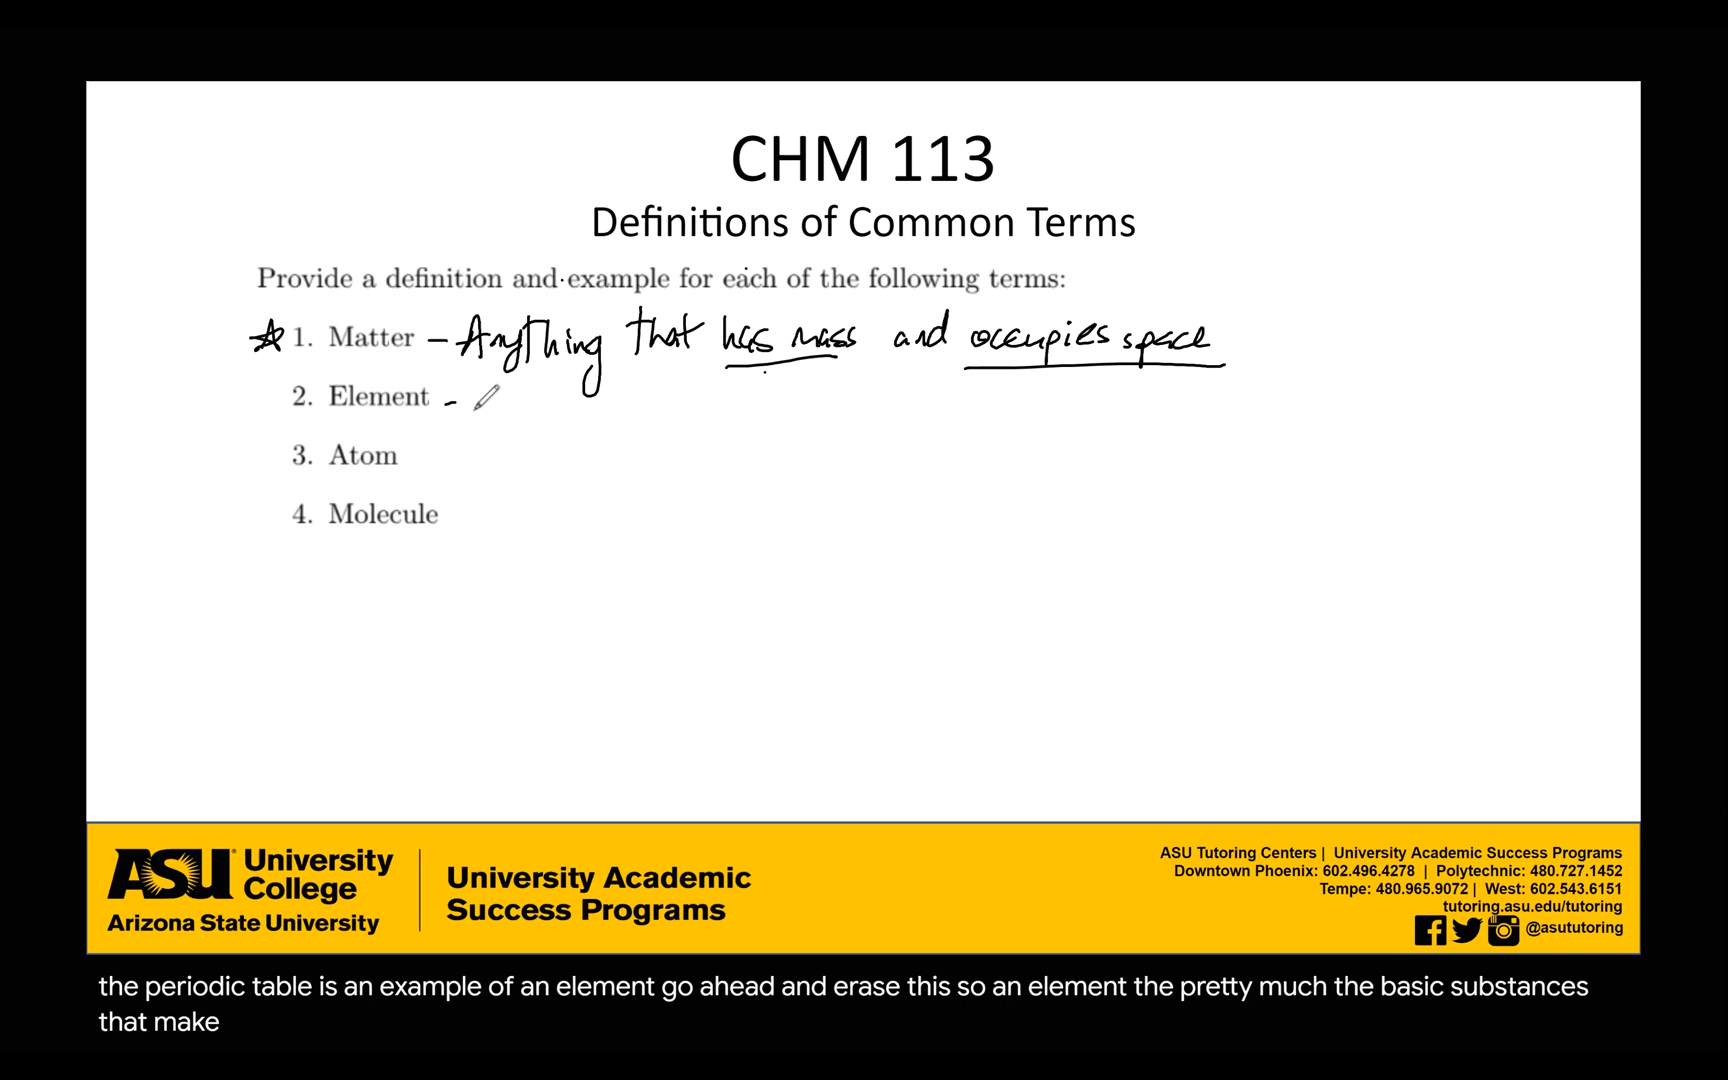 CHM 113
Definitions of Common Terms
Provide a definition and example for each of the following terms:
1. Matter – Anything that has mass and occupies space
2. Element -
3. Atom
4. Molecule
ASU University College
Arizona State University
University Academic
Success Programs
ASU Tutoring Centers | University Academic Success Programs
Downtown Phoenix: 602.496.4278 | Polytechnic: 480.727.1452
Tempe: 480.965.9072 | West: 602.543.6151
tutoring.asu.edu/tutoring
@asututoring
the periodic table is an example of an element go ahead and erase this so an element the pretty much the basic substances
that make